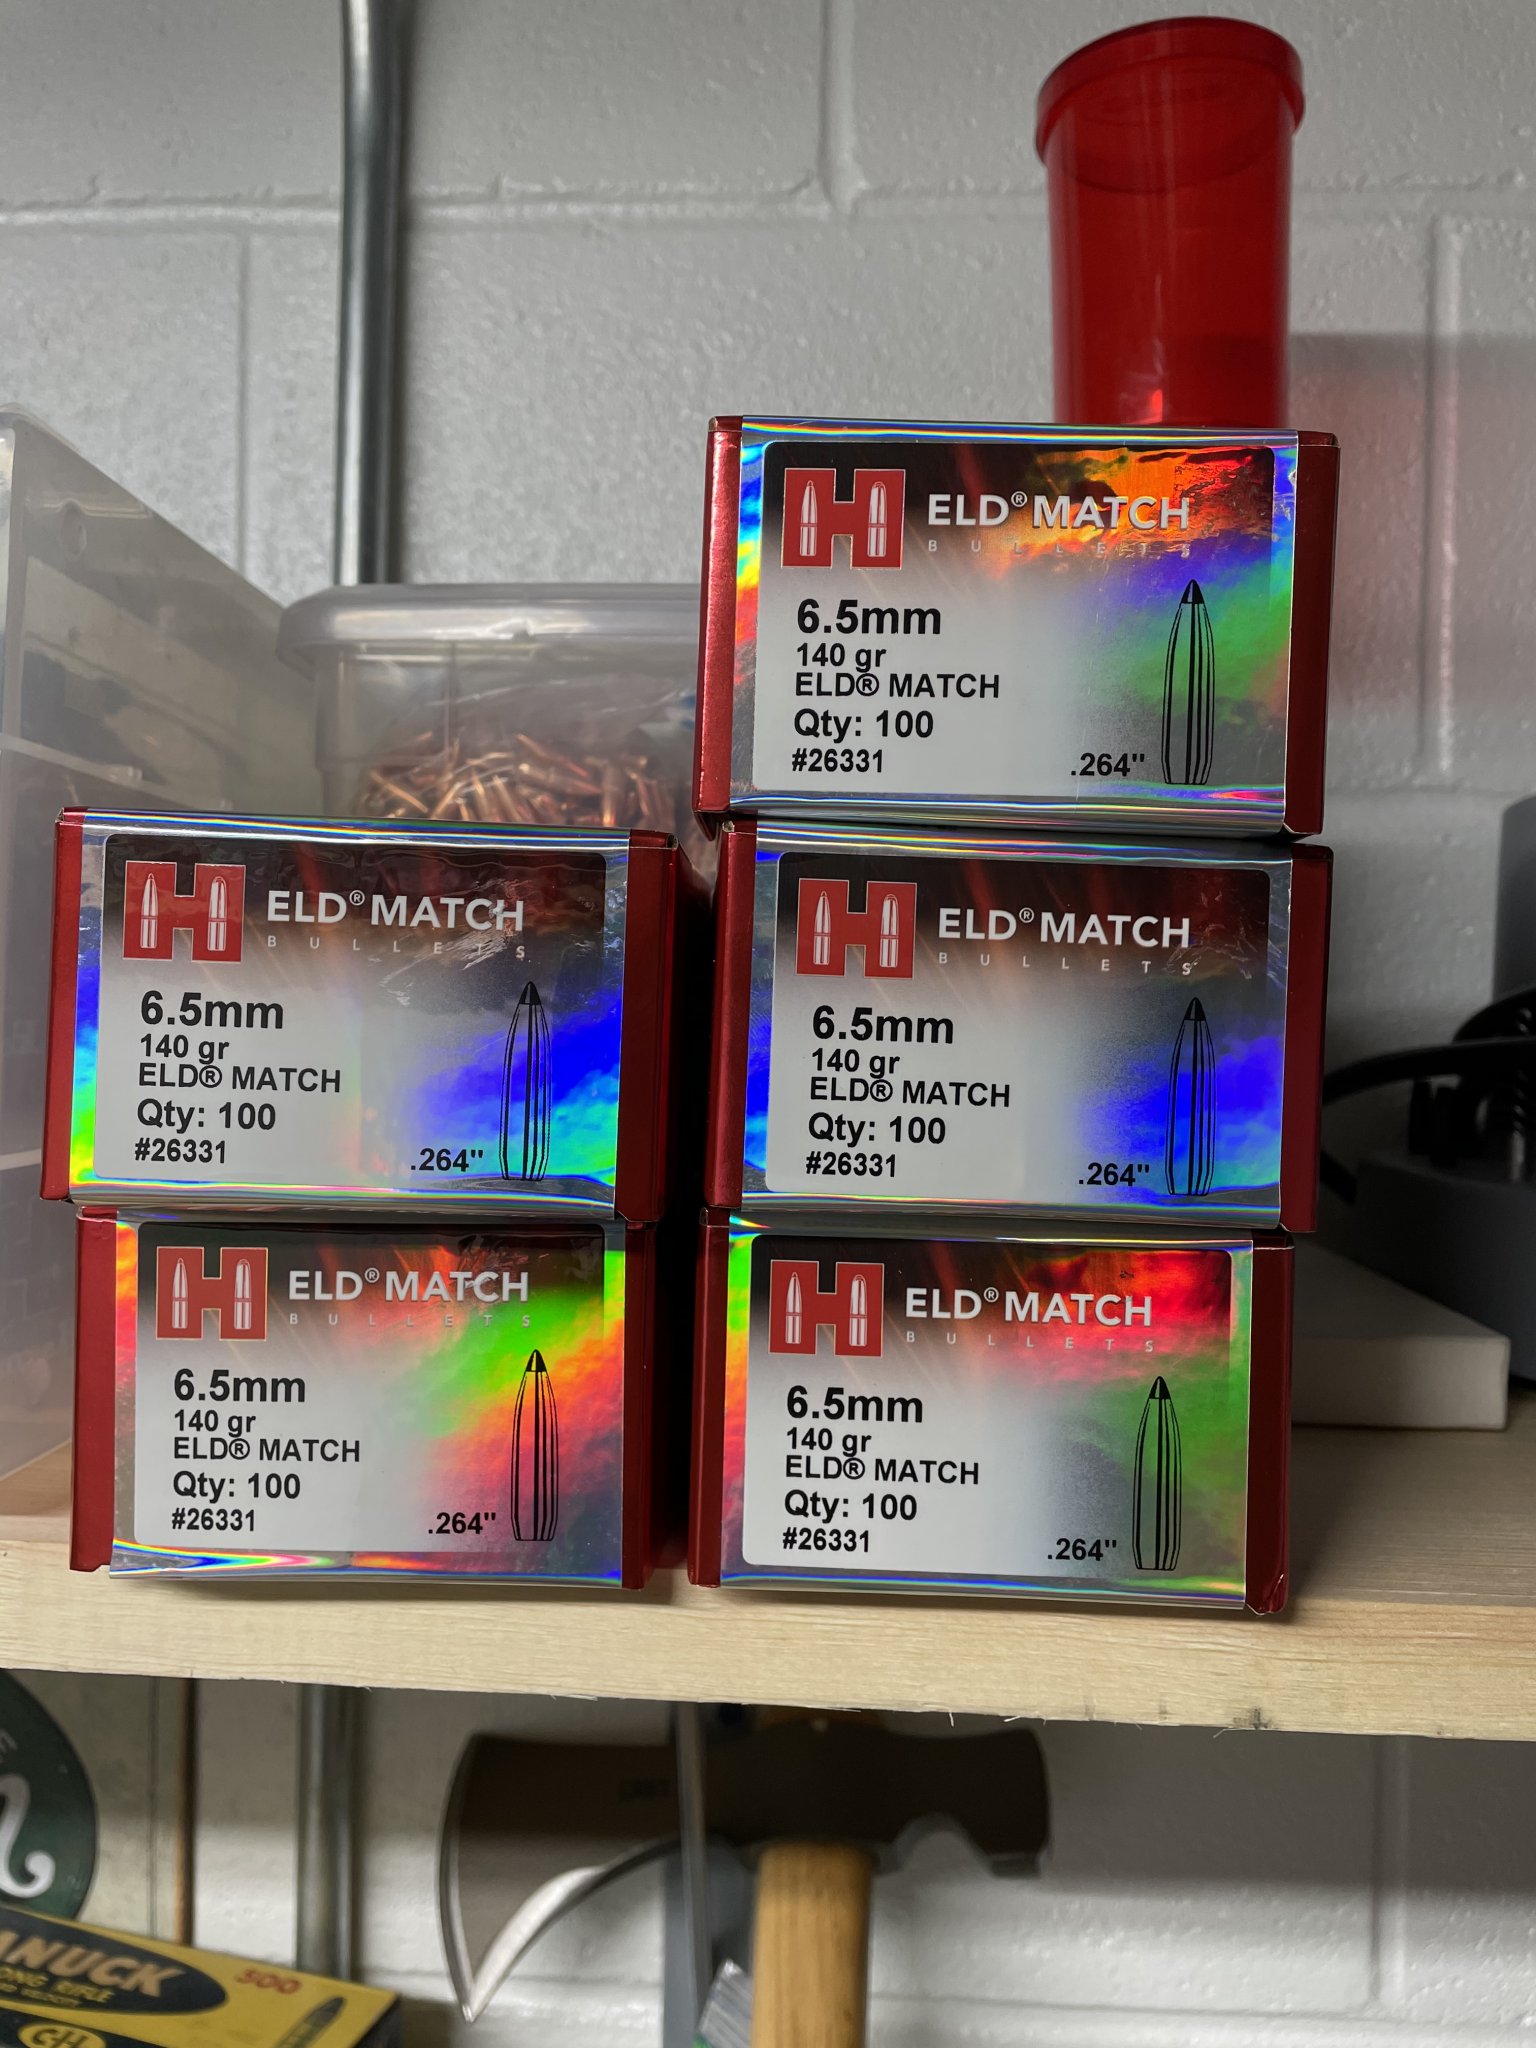 ELD® MATCH
BULLETS
6.5mm
140 gr
ELD® MATCH
Qty: 100
#26331
.264"
ELD® MATCH
BULLETS
6.5mm
140 gr
ELD® MATCH
Qty: 100
#26331
.264"
ELD® MATCH
BULLETS
6.5mm
140 gr
ELD® MATCH
Qty: 100
#26331
.264"
ELD® MATCH
BULLETS
6.5mm
140 gr
ELD® MATCH
Qty: 100
#26331
.264"
ELD® MATCH
BULLETS
6.5mm
140 gr
ELD® MATCH
Qty: 100
#26331
.264"
ANUCK
500
ONG RIFLE
C-I-L